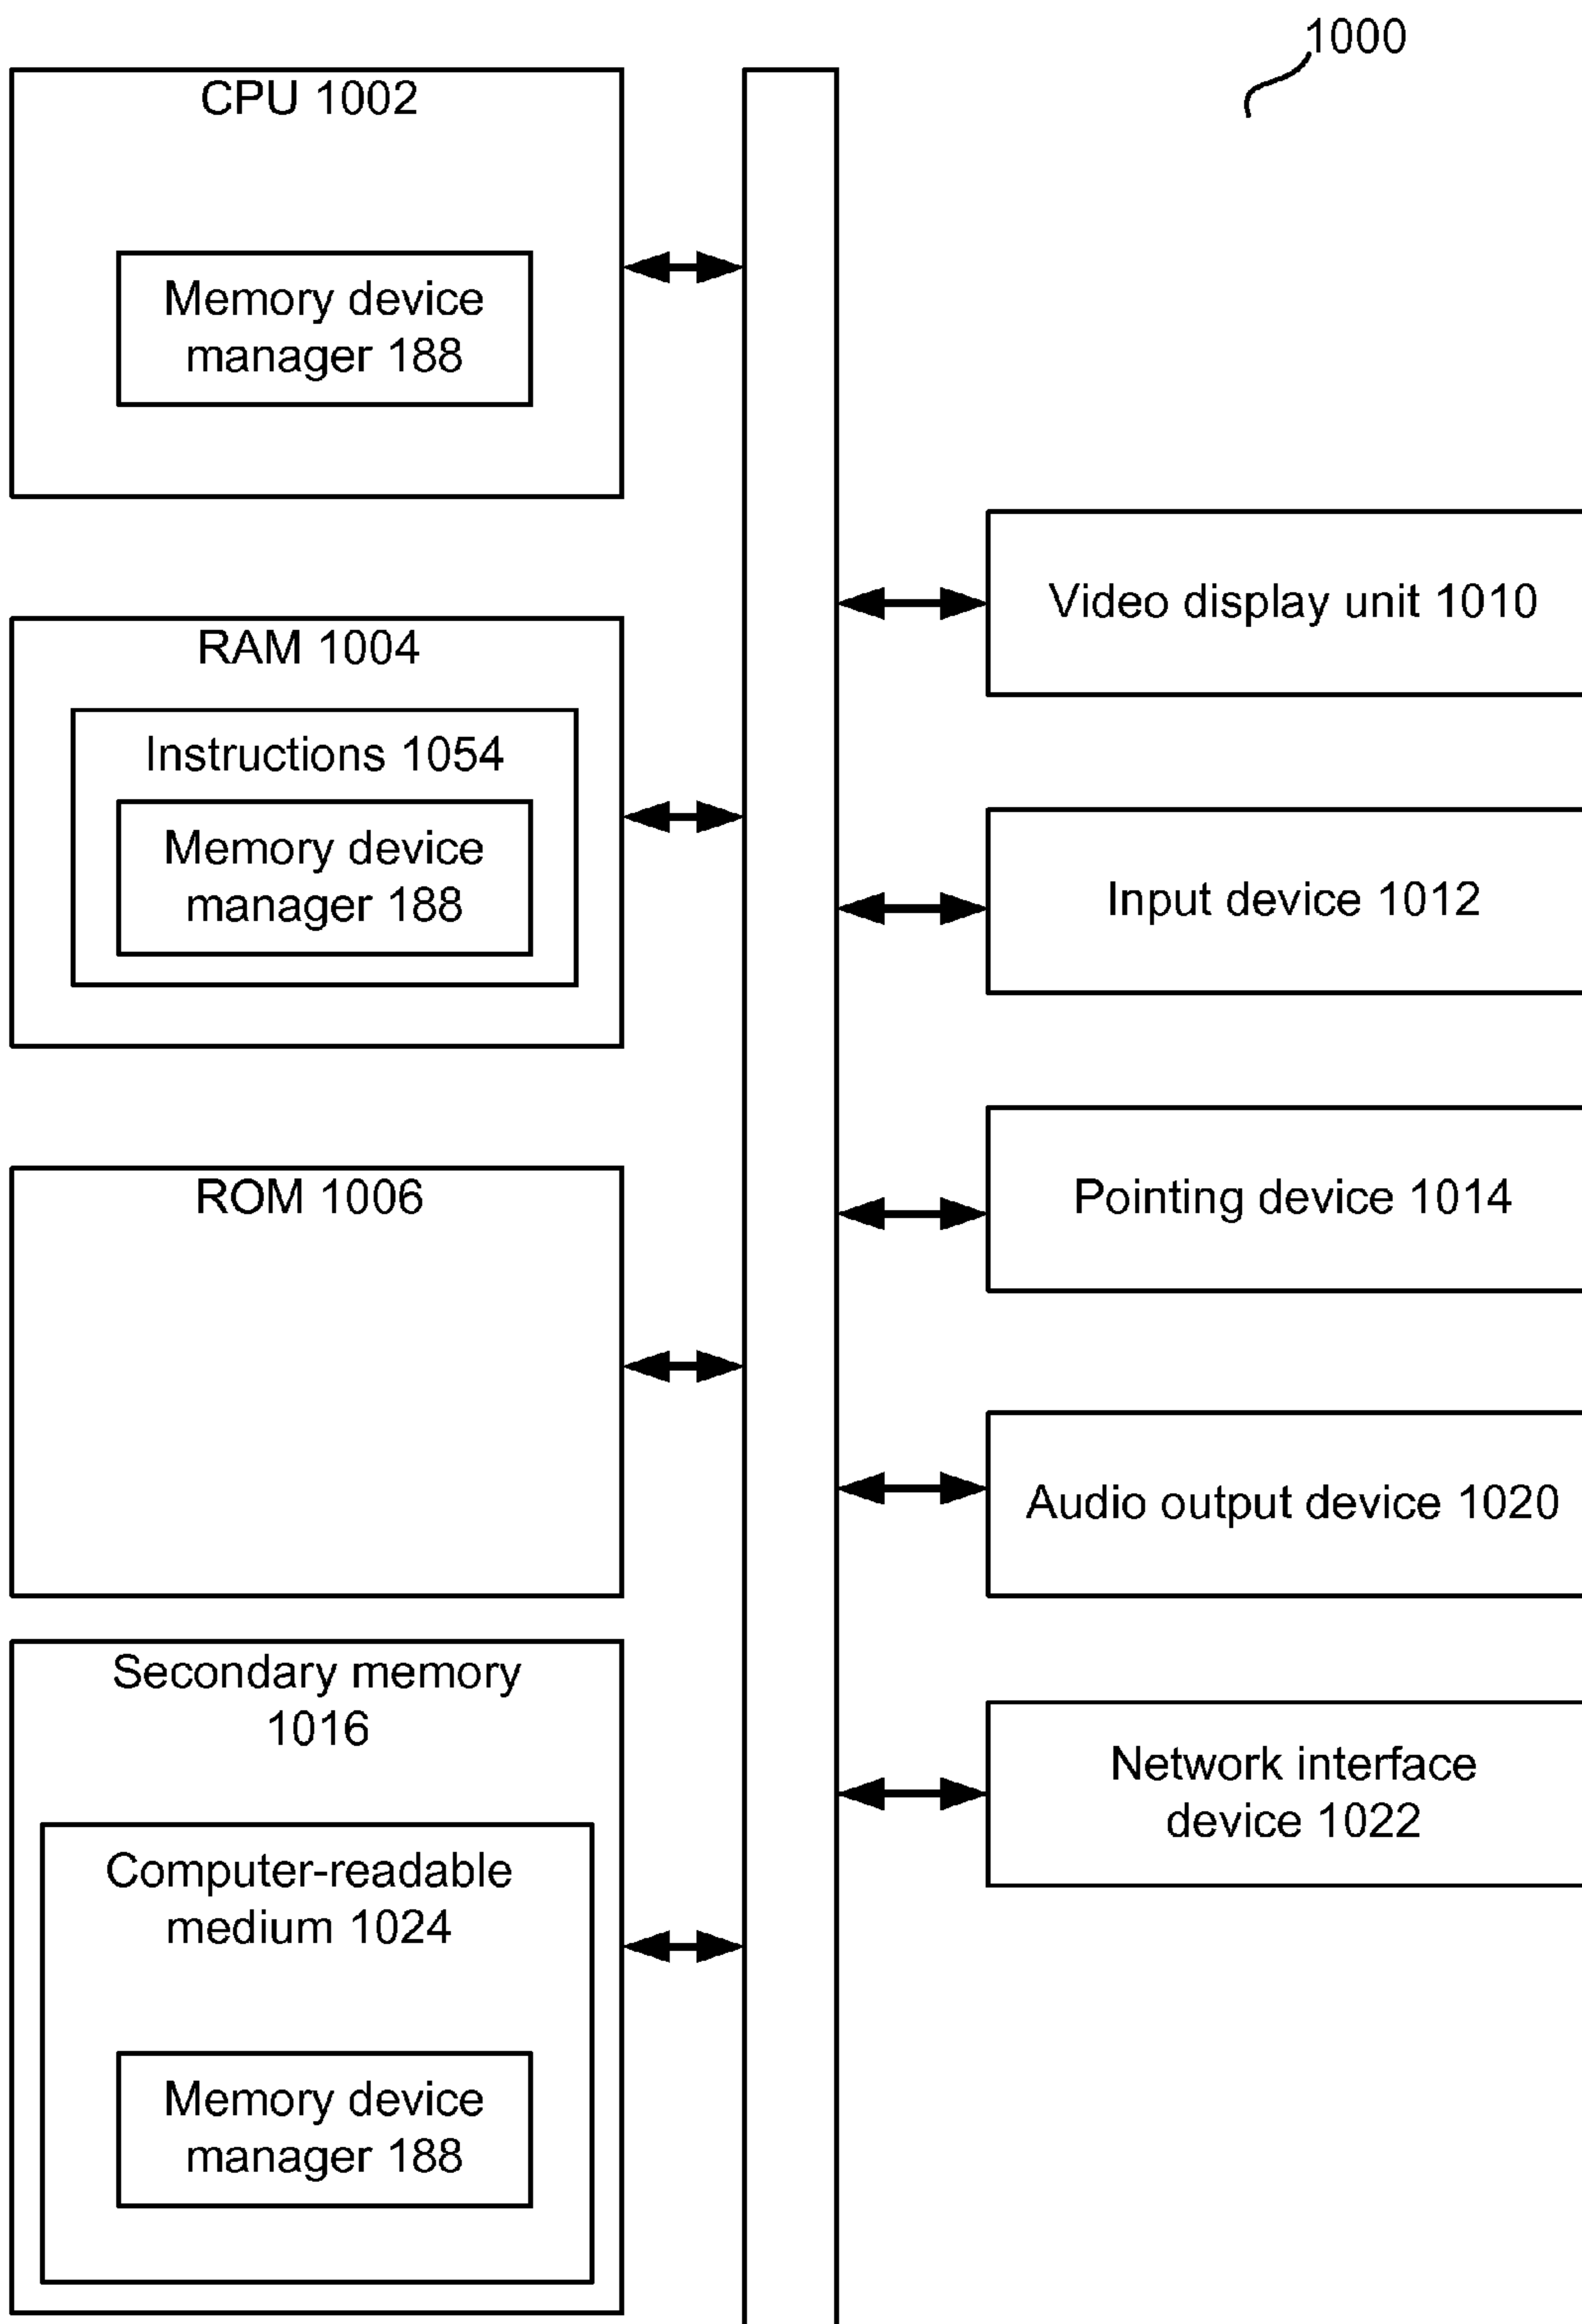 1000
CPU 1002
Memory device
manager 188
RAM 1004
Instructions 1054
Memory device
manager 188
ROM 1006
Secondary memory
1016
Computer-readable
medium 1024
Memory device
manager 188
Video display unit 1010
Input device 1012
Pointing device 1014
Audio output device 1020
Network interface
device 1022